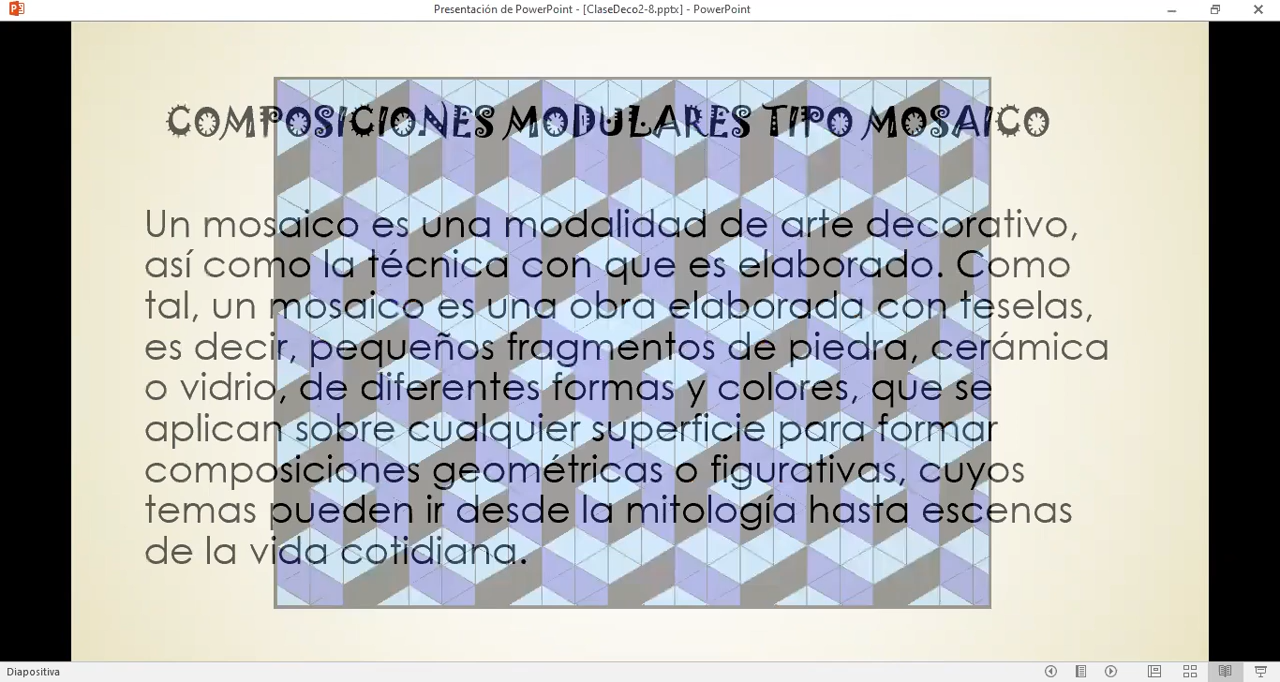 Presentación de PowerPoint - [ClaseDeco2-8.pptx] - PowerPoint
COMPOSICIONES MODULARES TIPO MOSAICO
Un mosaico es una modalidad de arte decorativo,
así como la técnica con que es elaborado. Como
tal, un mosaico es una obra elaborada con teselas,
es decir, pequeños fragmentos de piedra, cerámica
o vidrio, de diferentes formas y colores, que se
aplican sobre cualquier superficie para formar
composiciones geométricas o figurativas, cuyos
temas pueden ir desde la mitología hasta escenas
de la vida cotidiana.
Diapositiva